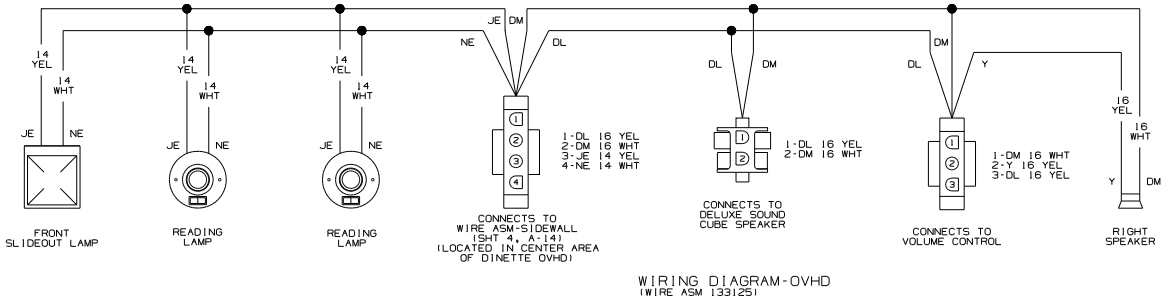 JE DM
NE DL
14
YEL
14
WHT
JE NE
FRONT
SLIDEOUT LAMP
14
YEL
14
WHT
JE NE
READING
LAMP
14
YEL
14
WHT
JE NE
READING
LAMP
1
2
3
4
1-DL 16 YEL
2-DM 16 WHT
3-JE 14 YEL
4-NE 14 WHT
CONNECTS TO
WIRE ASM-SIDEWALL
(SHT 4, A-14)
(LOCATED IN CENTER AREA
OF DINETTE OVHD)
DL DM
1
2
1-DL 16 YEL
2-DM 16 WHT
CONNECTS TO
DELUXE SOUND
CUBE SPEAKER
DM
DL Y
1
2
3
1-DM 16 WHT
2-Y 16 YEL
3-DL 16 YEL
CONNECTS TO
VOLUME CONTROL
16
YEL
16
WHT
Y DM
RIGHT
SPEAKER
WIRING DIAGRAM-OVHD
(WIRE ASM 133125)